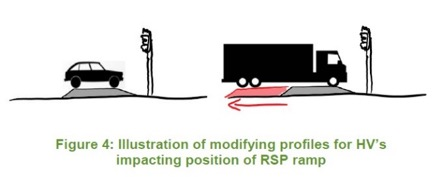 Figure 4: Illustration of modifying profiles for HV's
impacting position of RSP ramp